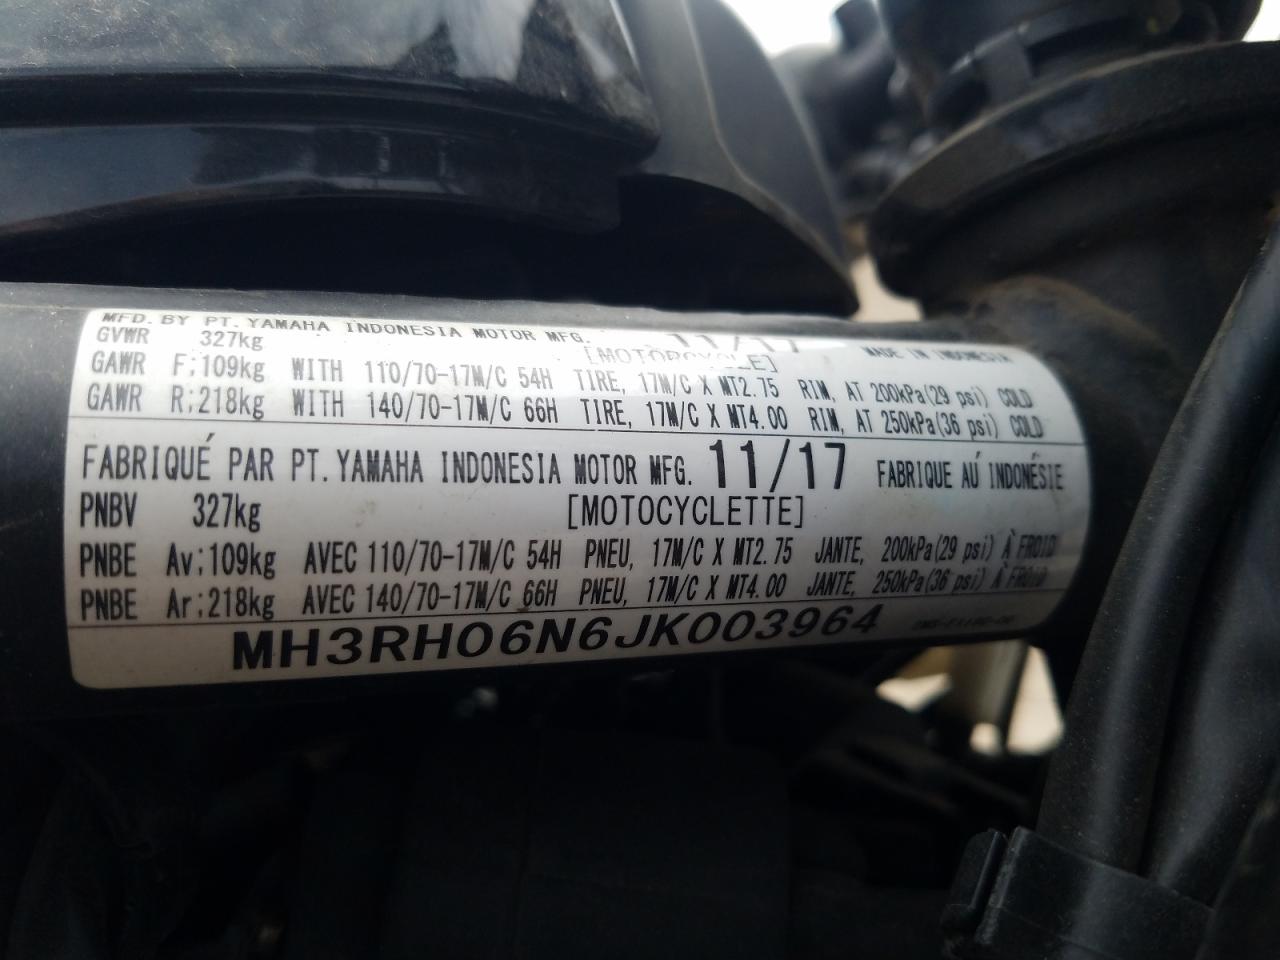 MFD. BY PT. YAMAHA INDONESIA MOTOR MFG. 11/17 MADE IN INDONESIA
GVWR 327kg [MOTORCYCLE]
GAWR F:109kg WITH 110/70-17M/C 54H TIRE, 17M/C X MT2.75 RIM, AT 200kPa(29 psi) COLD
GAWR R:218kg WITH 140/70-17M/C 66H TIRE, 17M/C X MT4.00 RIM, AT 250kPa(36 psi) COLD
FABRIQUÉ PAR PT. YAMAHA INDONESIA MOTOR MFG. 11/17 FABRIQUE AÚ INDONÉSIE
PNBV 327kg [MOTOCYCLETTE]
PNBE Av:109kg AVEC 110/70-17M/C 54H PNEU, 17M/C X MT2.75 JANTE, 200kPa(29 psi) À FROID
PNBE Ar:218kg AVEC 140/70-17M/C 66H PNEU, 17M/C X MT4.00 JANTE, 250kPa(36 psi) À FROID
MH3RH06N6JK003964